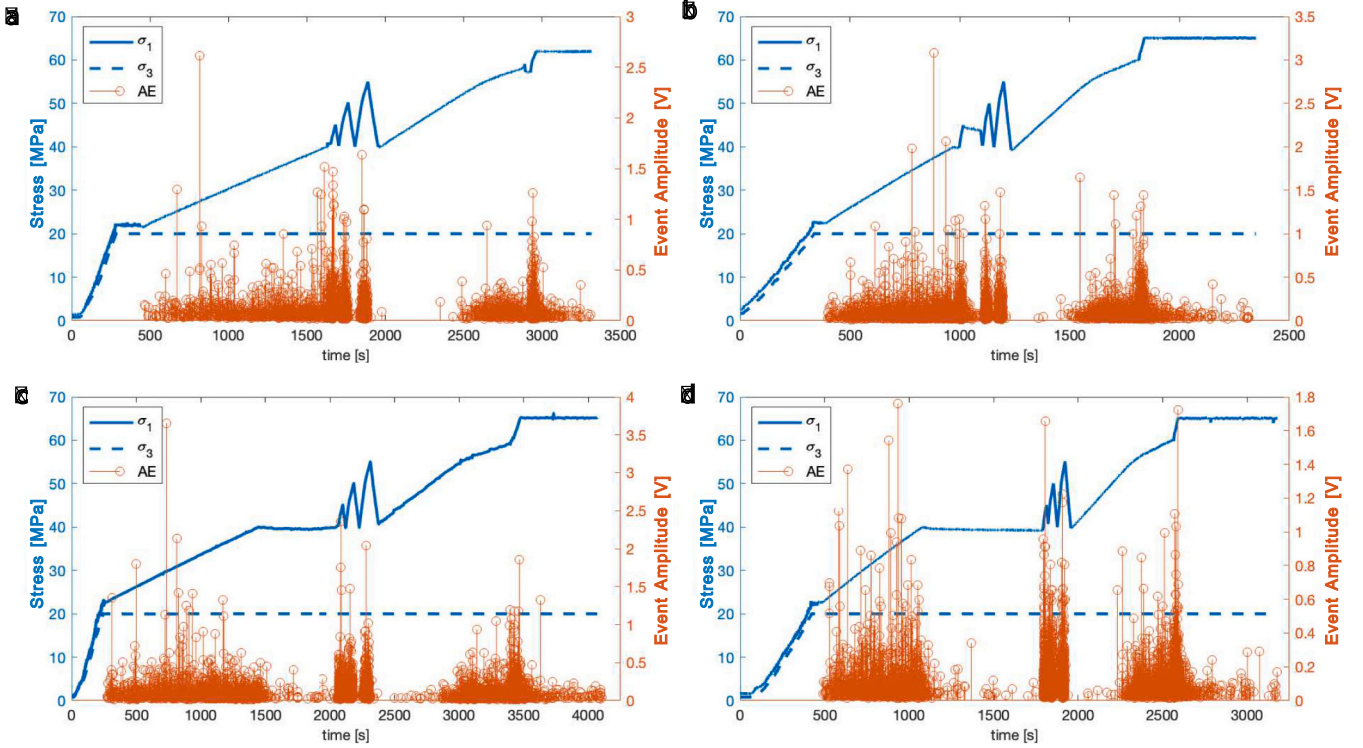 a
70
60
50
40
30
20
10
0
Stress [MPa]
σ1
σ3
AE
3
2.5
2
1.5
1
0.5
0
Event Amplitude [V]
0 500 1000 1500 2000 2500 3000 3500
time [s]
b
70
60
50
40
30
20
10
0
Stress [MPa]
σ1
σ3
AE
3.5
3
2.5
2
1.5
1
0.5
0
Event Amplitude [V]
0 500 1000 1500 2000 2500
time [s]
c
70
60
50
40
30
20
10
0
Stress [MPa]
σ1
σ3
AE
4
3.5
3
2.5
2
1.5
1
0.5
0
Event Amplitude [V]
0 500 1000 1500 2000 2500 3000 3500 4000
time [s]
d
70
60
50
40
30
20
10
0
Stress [MPa]
σ1
σ3
AE
1.8
1.6
1.4
1.2
1
0.8
0.6
0.4
0.2
0
Event Amplitude [V]
0 500 1000 1500 2000 2500 3000
time [s]